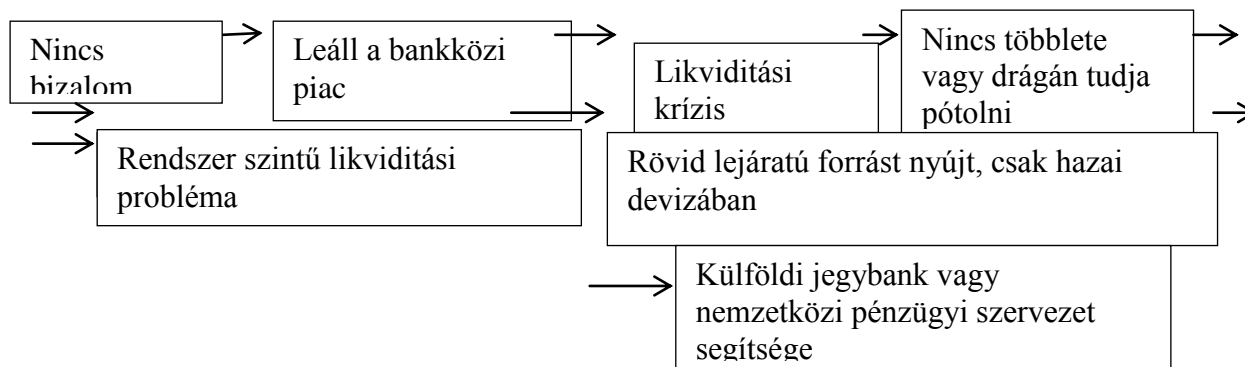 Nincs
bizalom
Leáll a bankközi
piac
Likviditási
krízis
Nincs többlete
vagy drágán tudja
pótolni
Rendszer szintű likviditási
probléma
Rövid lejáratú forrást nyújt, csak hazai
devizában
Külföldi jegybank vagy
nemzetközi pénzügyi szervezet
segítsége